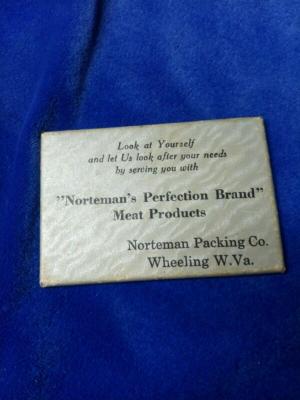 Look at Yourself
and let Us look after your needs
by serving you with
"Norteman's Perfection Brand"
Meat Products
Norteman Packing Co.
Wheeling W.Va.